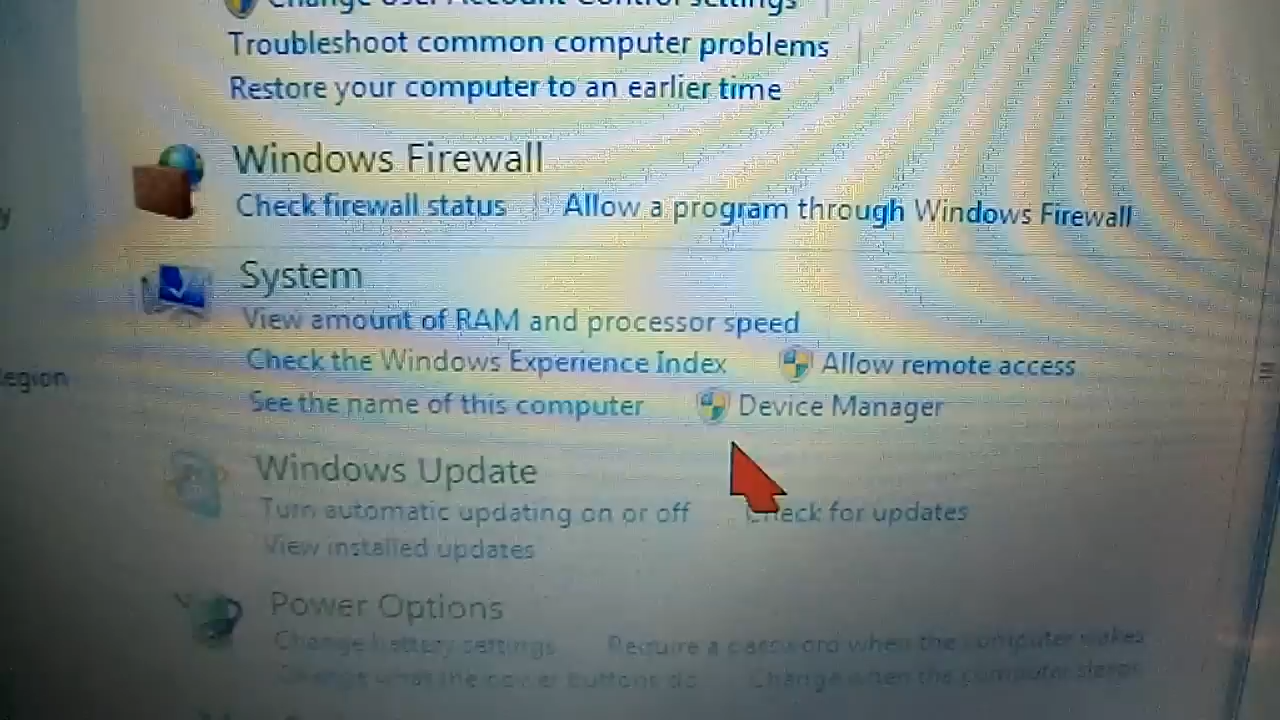 Change User Account Control settings
Troubleshoot common computer problems
Restore your computer to an earlier time
Windows Firewall
Check firewall status
Allow a program through Windows Firewall
System
View amount of RAM and processor speed
Check the Windows Experience Index
Allow remote access
See the name of this computer
Device Manager
Region
Windows Update
Turn automatic updating on or off
Check for updates
View installed updates
Power Options
Change battery settings
Require a password when the computer wakes
Change what the power buttons do
Change when the computer sleeps